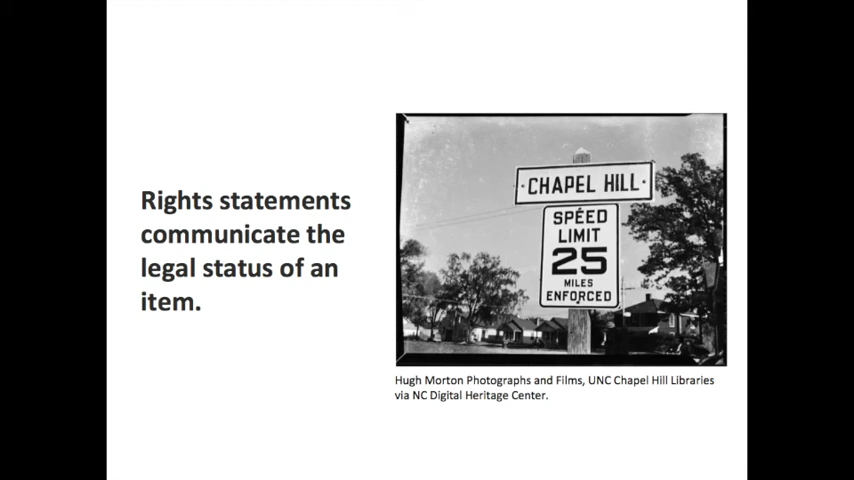 Rights statements
communicate the
legal status of an
item.
CHAPEL HILL
SPEED
LIMIT
25
MILES
ENFORCED
Hugh Morton Photographs and Films, UNC Chapel Hill Libraries
via NC Digital Heritage Center.